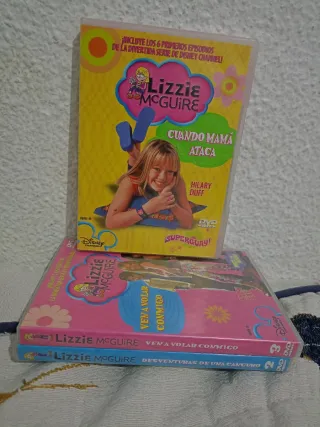 ¡INCLUYE LOS 6 PRIMEROS EPISODIOS
DE LA DIVERTIDA SERIE DE DISNEY CHANNEL!
LIZZIE
McGUIRE
CUANDO MAMÁ
ATACA
HILARY
DUFF
DVD
Disney
¡SUPERGUAY!
LIZZIE
VEN A VOLAR
CONMIGO
Disney
LIZZIE McGUIRE VEN A VOLAR CONMIGO 3 DVD
LIZZIE McGUIRE DESVENTURAS DE UNA CANGURO 2 DVD